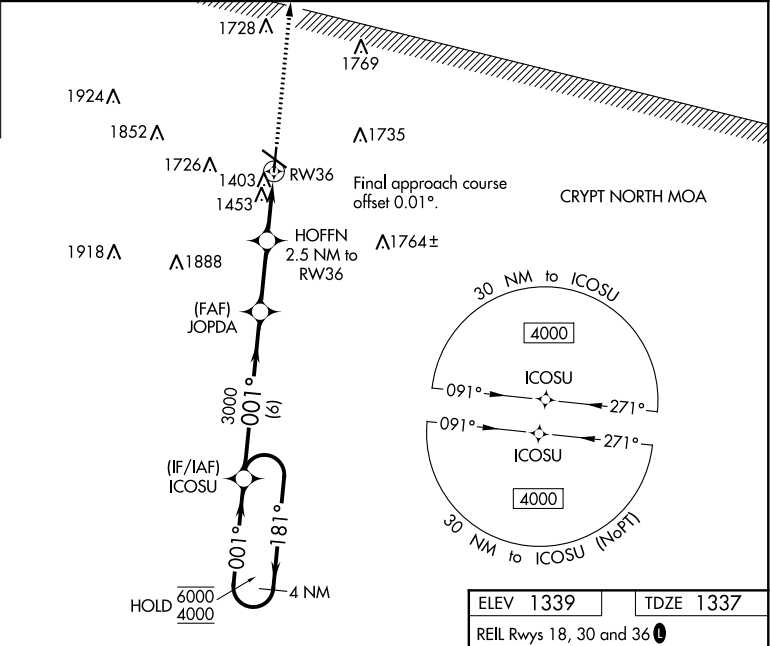 1728
1769
1924
1852
1735
1726
1403
RW36
1453
Final approach course
offset 0.01°.
CRYPT NORTH MOA
HOFFN
2.5 NM to
RW36
1764±
1918
1888
(FAF)
JOPDA
30 NM to ICOSU
4000
ICOSU
091°
271°
3000
001°
(6)
091°
271°
ICOSU
4000
30 NM to ICOSU (NoPT)
(IF/IAF)
ICOSU
001°
181°
HOLD
6000
4000
4 NM
ELEV 1339
TDZE 1337
REIL Rwys 18, 30 and 36 L